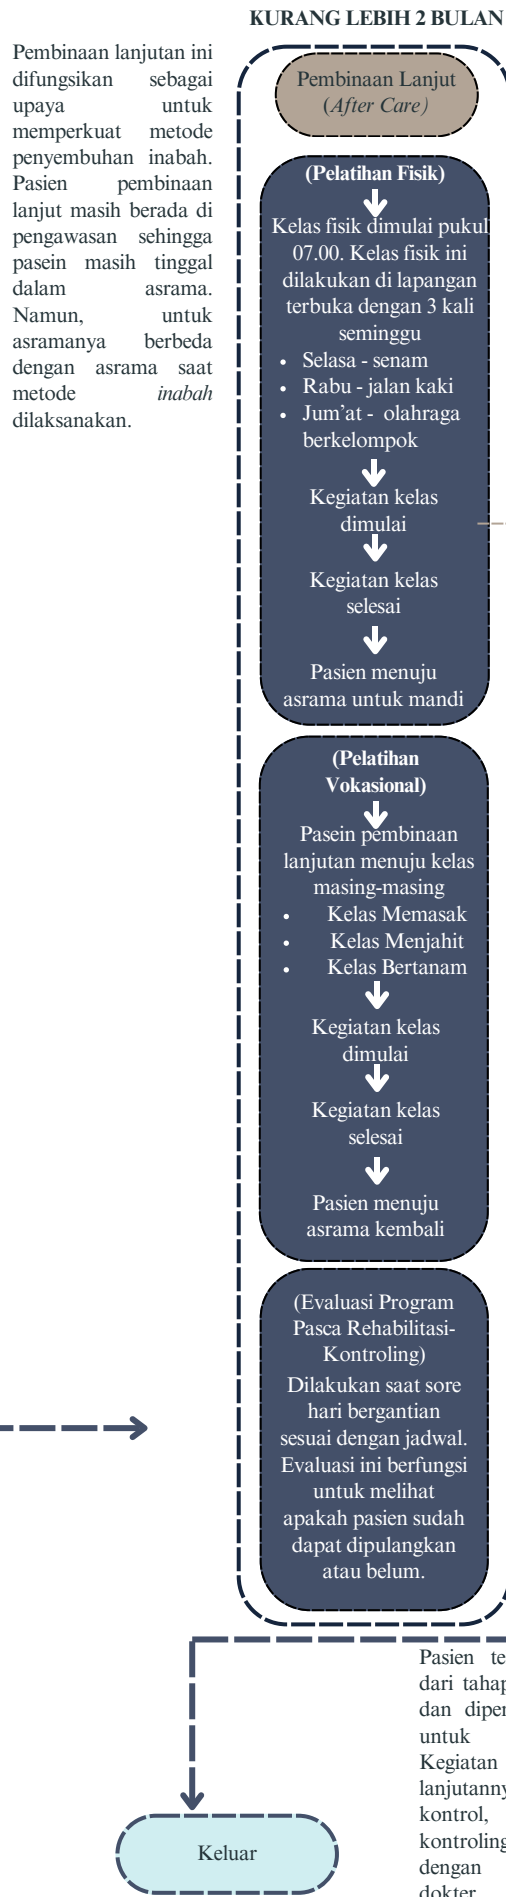 KURANG LEBIH 2 BULAN
Pembinaan lanjutan ini
difungsikan sebagai
upaya untuk
memperkuat metode
penyembuhan inabah.
Pasien pembinaan
lanjut masih berada di
pengawasan sehingga
pasein masih tinggal
dalam asrama.
Namun, untuk
asramanya berbeda
dengan asrama saat
metode inabah
dilaksanakan.
Pembinaan Lanjut
(After Care)
(Pelatihan Fisik)
Kelas fisik dimulai pukul
07.00. Kelas fisik ini
dilakukan di lapangan
terbuka dengan 3 kali
seminggu
• Selasa - senam
• Rabu - jalan kaki
• Jum'at - olahraga
berkelompok
Kegiatan kelas
dimulai
Kegiatan kelas
selesai
Pasien menuju
asrama untuk mandi
(Pelatihan
Vokasional)
Pasein pembinaan
lanjutan menuju kelas
masing-masing
• Kelas Memasak
• Kelas Menjahit
• Kelas Bertanam
Kegiatan kelas
dimulai
Kegiatan kelas
selesai
Pasien menuju
asrama kembali
(Evaluasi Program
Pasca Rehabilitasi-
Kontroling)
Dilakukan saat sore
hari bergantian
sesuai dengan jadwal.
Evaluasi ini berfungsi
untuk melihat
apakah pasien sudah
dapat dipulangkan
atau belum.
Pasien
dari
dan
untuk
Kegiatan
kontrol,
dengan
dokter
Keluar